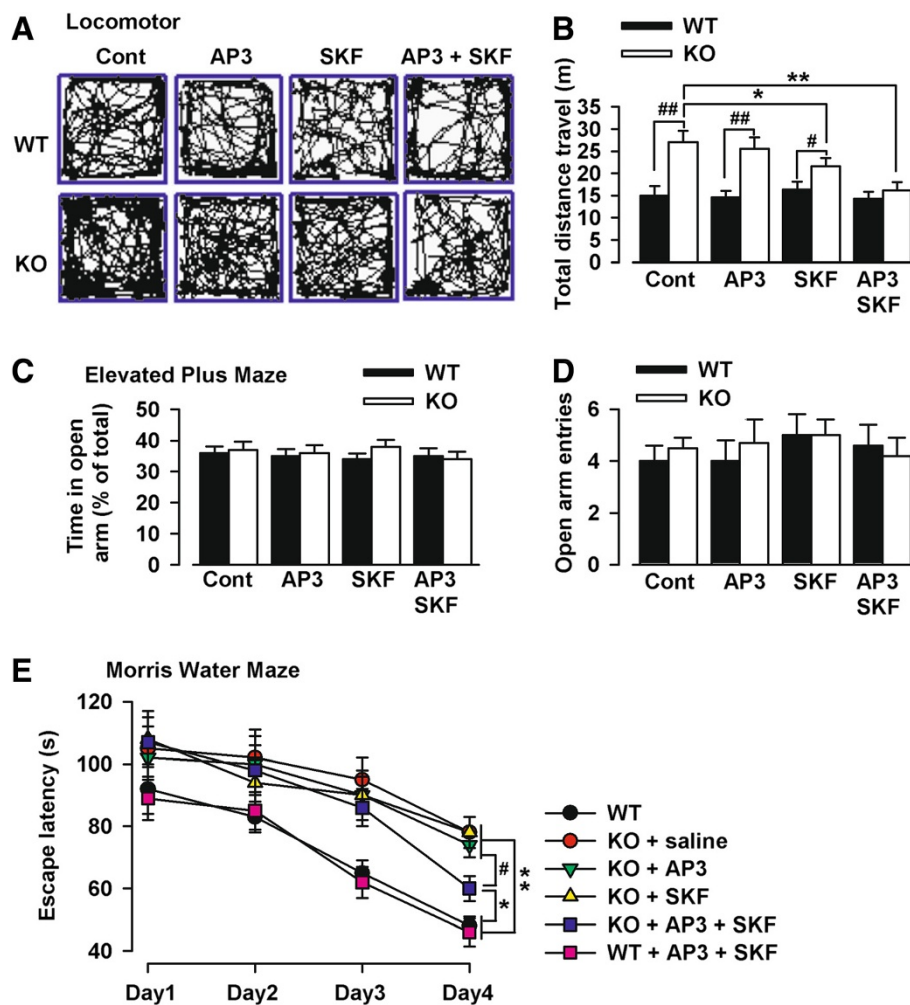 A
Locomotor
Cont AP3 SKF AP3 + SKF
WT
KO
B
WT
KO
Total distance travel (m)
35
30
25
20
15
10
5
0
##
##
#
*
**
Cont AP3 SKF AP3
SKF
C
Elevated Plus Maze
WT
KO
Time in open
arm (% of total)
50
40
30
20
10
0
Cont AP3 SKF AP3
SKF
D
WT
KO
Open arm entries
6
4
2
0
Cont AP3 SKF AP3
SKF
E
Morris Water Maze
Escape latency (s)
120
100
80
60
40
Day1 Day2 Day3 Day4
#
*
**
WT
KO + saline
KO + AP3
KO + SKF
KO + AP3 + SKF
WT + AP3 + SKF